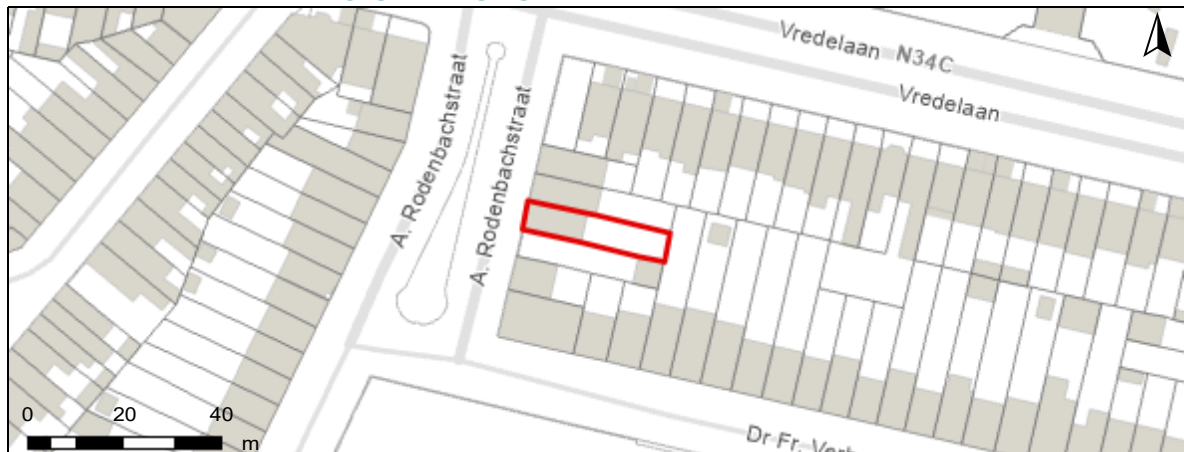 Vredelaan N34C
Vredelaan
A. Rodenbachstraat
A. Rodenbachstraat
0 20 40
m
Dr Fr.